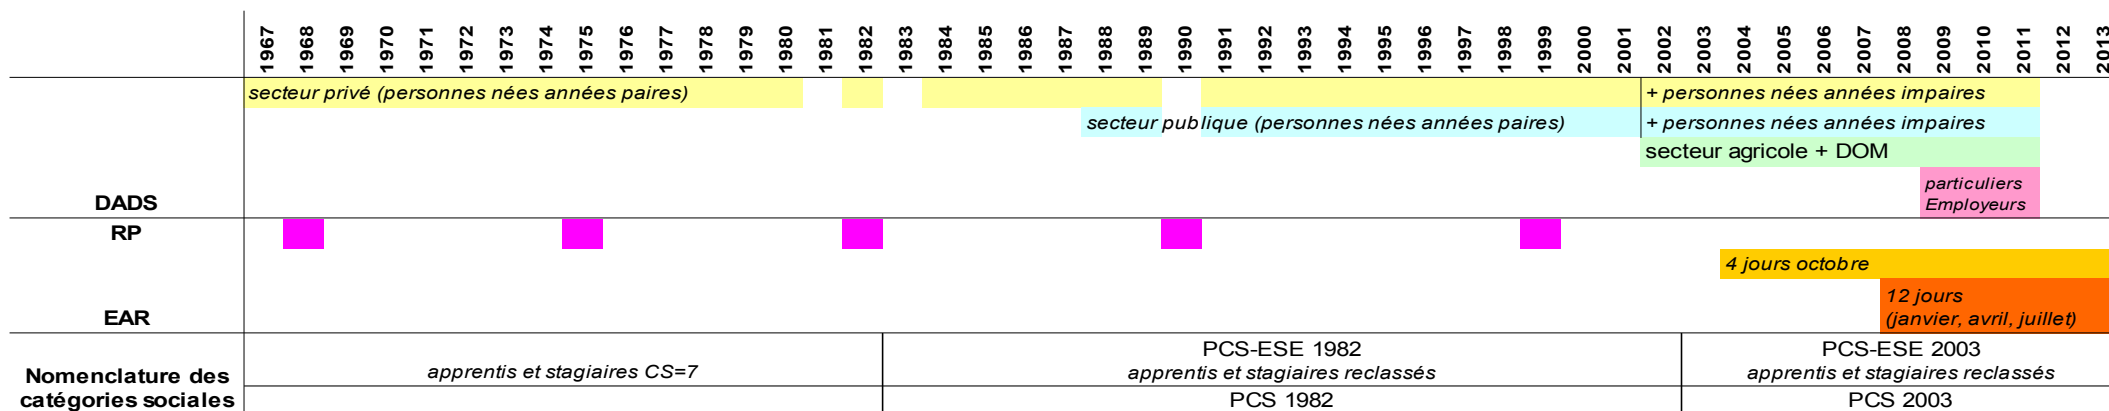 1967 1968 1969 1970 1971 1972 1973 1974 1975 1976 1977 1978 1979 1980 1981 1982 1983 1984 1985 1986 1987 1988 1989 1990 1991 1992 1993 1994 1995 1996 1997 1998 1999 2000 2001 2002 2003 2004 2005 2006 2007 2008 2009 2010 2011 2012 2013
secteur privé (personnes nées années paires) + personnes nées années impaires
secteur publique (personnes nées années paires) + personnes nées années impaires
secteur agricole + DOM
particuliers
DADS Employeurs
RP
4 jours octobre
12 jours
EAR (janvier, avril, juillet)
PCS-ESE 1982 PCS-ESE 2003
Nomenclature des apprentis et stagiaires CS=7 apprentis et stagiaires reclassés apprentis et stagiaires reclassés
catégories sociales PCS 1982 PCS 2003